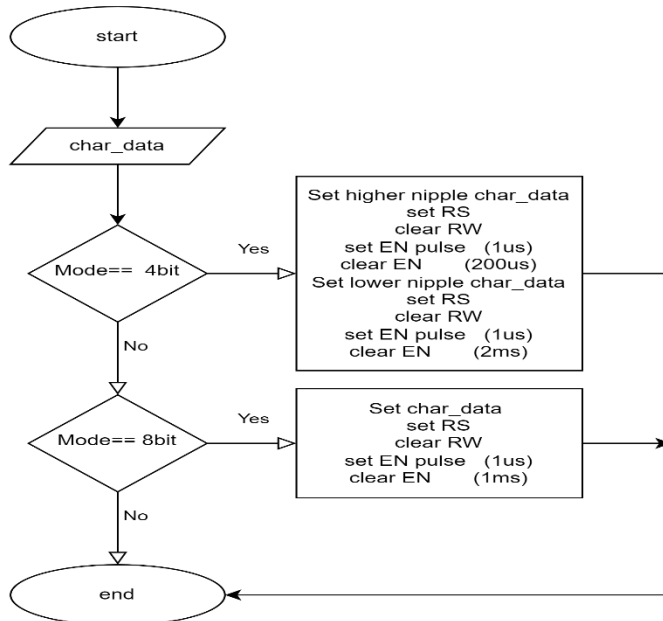 start
char_data
Mode== 4bit
Yes
Set higher nipple char_data
set RS
clear RW
set EN pulse (1us)
clear EN (200us)
Set lower nipple char_data
set RS
clear RW
set EN pulse (1us)
clear EN (2ms)
No
Mode== 8bit
Yes
Set char_data
set RS
clear RW
set EN pulse (1us)
clear EN (1ms)
No
end